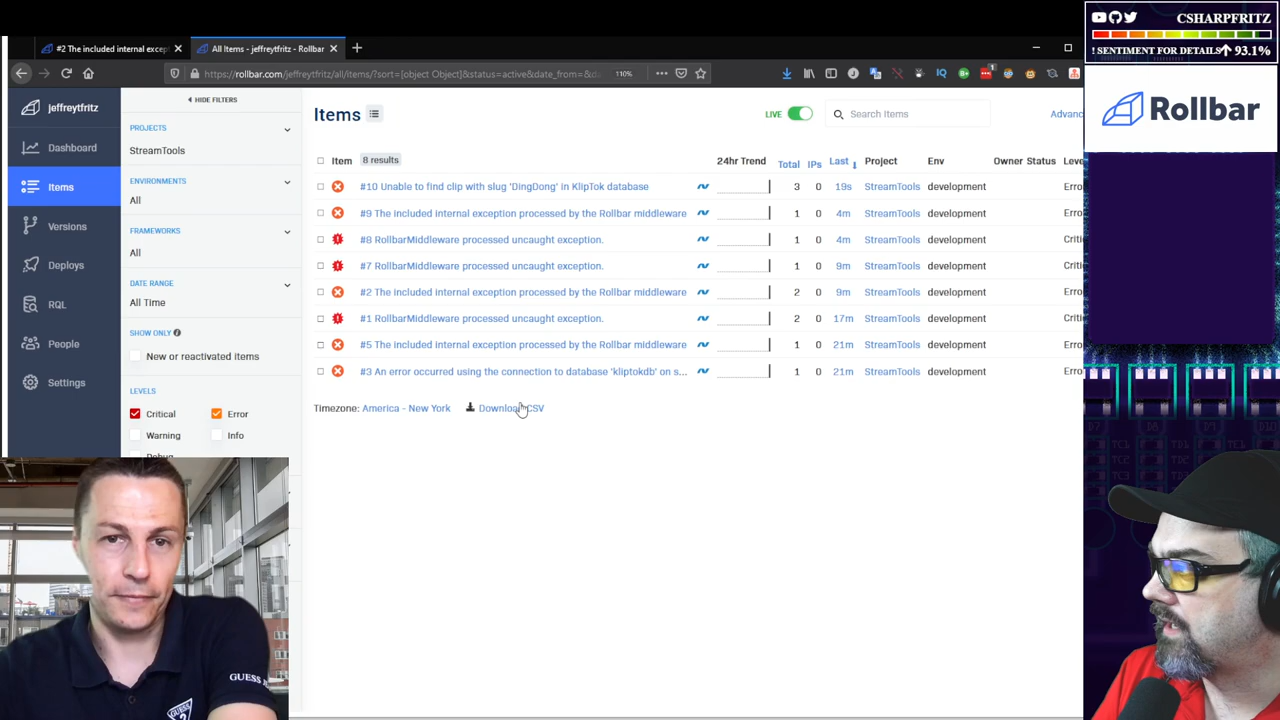 #2 The included internal excep
All Items - jeffreytfritz - Rollbar
https://rollbar.com/jeffreytfritz/all/items/?sort=[object Object]&status=active&date_from=&d
110%
CSHARPFRITZ
! SENTIMENT FOR DETAILS 93.1%
Rollbar
jeffreytfritz
Dashboard
Items
Versions
Deploys
RQL
People
Settings
HIDE FILTERS
PROJECTS
StreamTools
ENVIRONMENTS
All
FRAMEWORKS
All
DATE RANGE
All Time
SHOW ONLY
New or reactivated items
LEVELS
Critical Error
Warning Info
Debug
Items LIVE Search Items Advanc
Item 8 results 24hr Trend Total IPs Last Project Env Owner Status Leve
#10 Unable to find clip with slug 'DingDong' in KlipTok database 3 0 19s StreamTools development Erro
#9 The included internal exception processed by the Rollbar middleware 1 0 4m StreamTools development Erro
#8 RollbarMiddleware processed uncaught exception. 1 0 4m StreamTools development Criti
#7 RollbarMiddleware processed uncaught exception. 1 0 9m StreamTools development Criti
#2 The included internal exception processed by the Rollbar middleware 2 0 9m StreamTools development Erro
#1 RollbarMiddleware processed uncaught exception. 2 0 17m StreamTools development Criti
#5 The included internal exception processed by the Rollbar middleware 1 0 21m StreamTools development Erro
#3 An error occurred using the connection to database 'kliptokdb' on s... 1 0 21m StreamTools development Erro
Timezone: America - New York Download CSV
GUESS
D7 D8 D9 D10
TC1 TC2 TC3